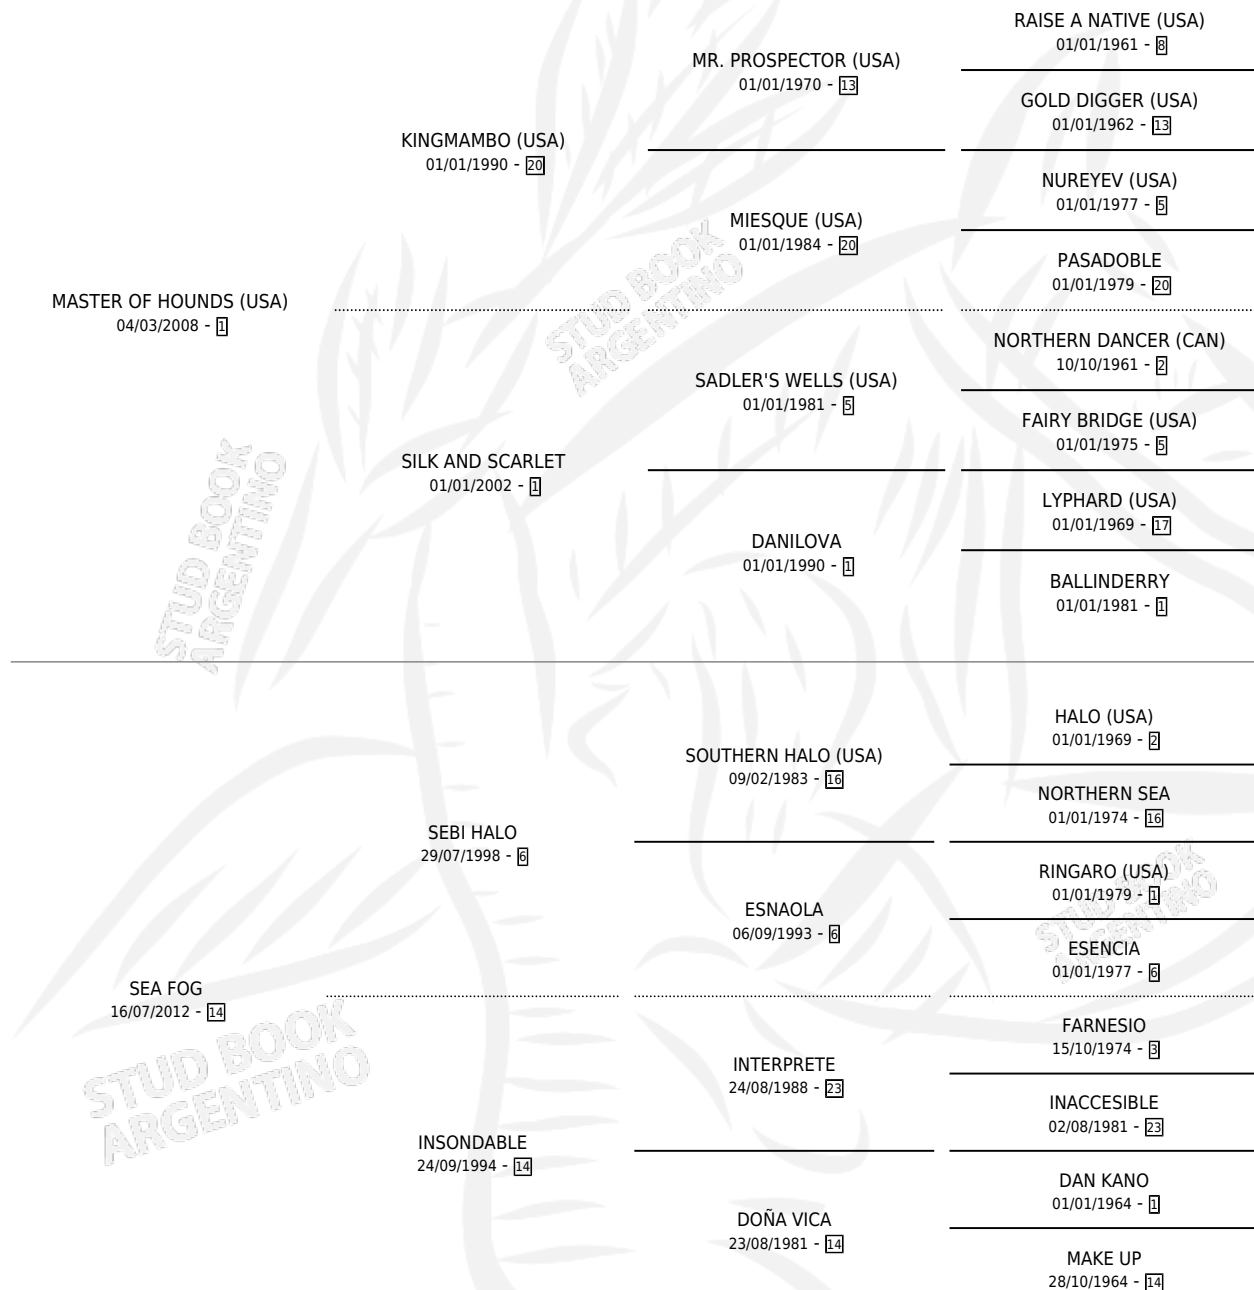 RAISE A NATIVE (USA)
01/01/1961 - 8
MR. PROSPECTOR (USA)
01/01/1970 - 13
GOLD DIGGER (USA)
01/01/1962 - 13
KINGMAMBO (USA)
01/01/1990 - 20
NUREYEV (USA)
01/01/1977 - 5
MIESQUE (USA)
01/01/1984 - 20
PASADOBLE
01/01/1979 - 20
MASTER OF HOUNDS (USA)
04/03/2008 - 1
STUD BOOK
ARGENTINO
NORTHERN DANCER (CAN)
10/10/1961 - 2
SADLER'S WELLS (USA)
01/01/1981 - 5
FAIRY BRIDGE (USA)
01/01/1975 - 5
SILK AND SCARLET
01/01/2002 - 1
LYPHARD (USA)
01/01/1969 - 17
DANILOVA
01/01/1990 - 1
BALLINDERRY
01/01/1981 - 1
STUD BOOK
ARGENTINO
HALO (USA)
01/01/1969 - 2
SOUTHERN HALO (USA)
09/02/1983 - 16
NORTHERN SEA
01/01/1974 - 16
SEBI HALO
29/07/1998 - 6
RINGARO (USA)
01/01/1979 - 1
ESNAOLA
06/09/1993 - 6
ESENCIA
01/01/1977 - 6
STUD BOOK
ARGENTINO
SEA FOG
16/07/2012 - 14
FARNESIO
15/10/1974 - 3
INTERPRETE
24/08/1988 - 23
INACCESIBLE
02/08/1981 - 23
STUD BOOK
ARGENTINO
INSONDABLE
24/09/1994 - 14
DAN KANO
01/01/1964 - 1
DOÑA VICA
23/08/1981 - 14
MAKE UP
28/10/1964 - 14